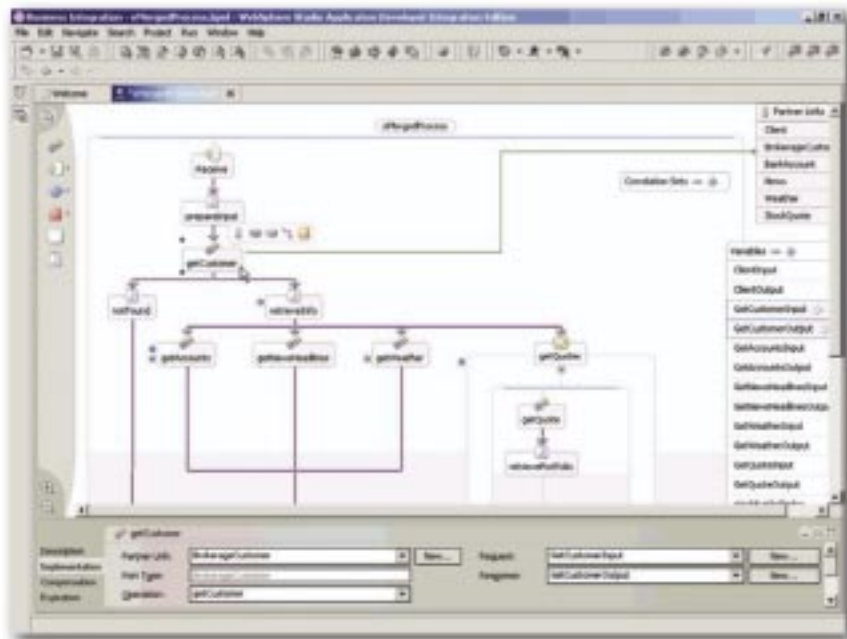 Business Integration - eMergedProcess.bpel - WebSphere Studio Application Developer Integration Edition
File Edit Navigate Search Project Run Window Help
Welcome
eMergedProcess
Receive
prepareInput
getCustomer
notFound
retrieveInfo
getAccounts
getNewsHeadlines
getWeather
getQuotes
getQuote
retrievePortfolio
Correlation Sets
Partner Links
Client
BrokerageCusto
BankAccount
News
Weather
StockQuote
Variables
ClientInput
ClientOutput
GetCustomerInput
GetCustomerOutput
GetAccountsInput
GetAccountsOutput
GetNewsHeadlinesInput
GetNewsHeadlinesOutpu
GetWeatherInput
GetWeatherOutput
GetQuoteInput
GetQuoteOutput
getCustomer
Description
Implementation
Compensation
Expiration
Partner Link: BrokerageCustomer New... Request: GetCustomerInput New...
Port Type: BrokerageCustomer Response: GetCustomerOutput New...
Operation: getCustomer